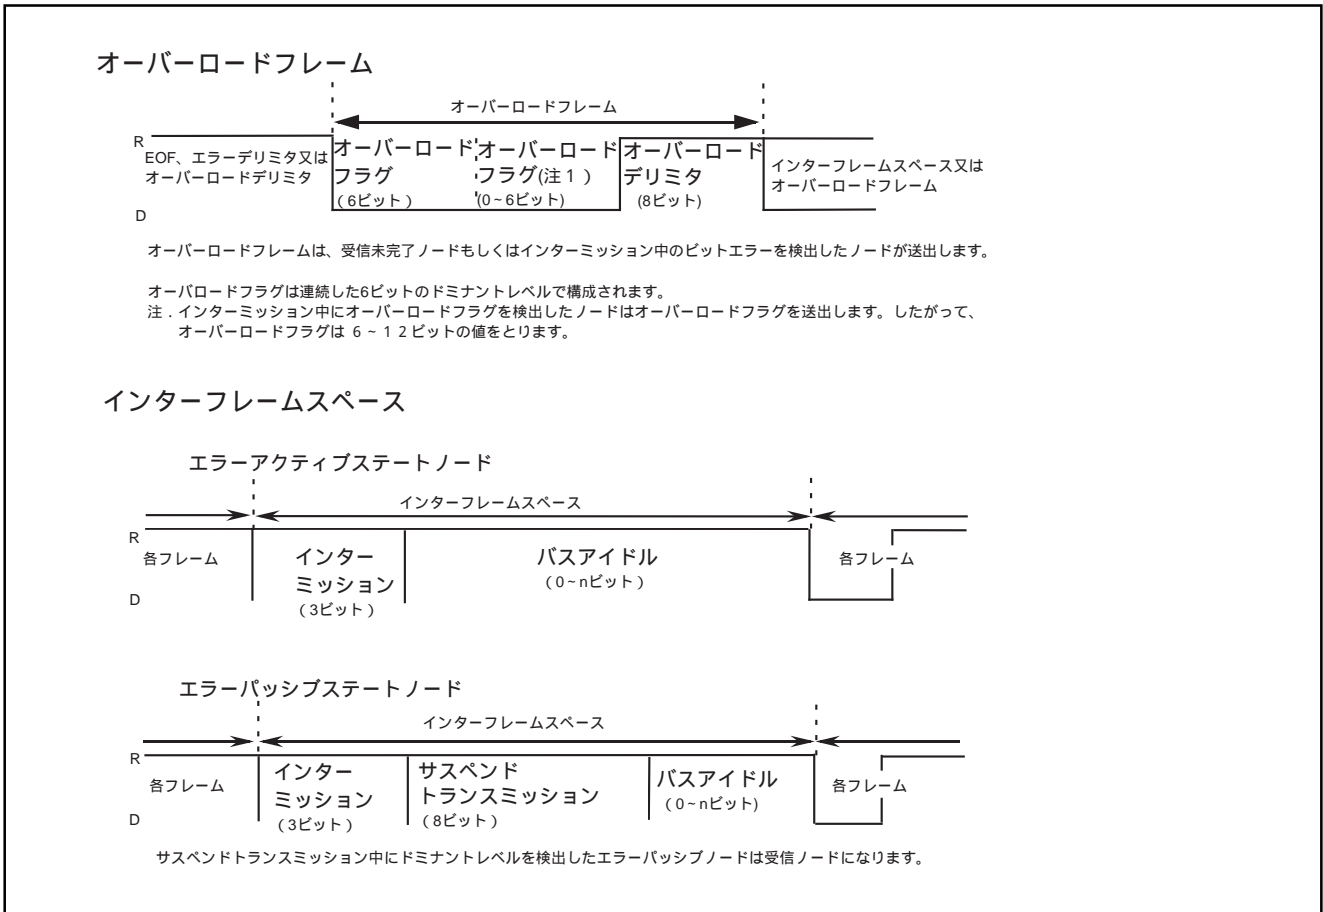 オーバーロードフレーム
オーバーロードフレーム
R
EOF、エラーデリミタ又は
オーバーロードデリミタ
D
オーバーロード
フラグ
(6ビット)
オーバーロード
フラグ(注1)
(0~6ビット)
オーバーロード
デリミタ
(8ビット)
インターフレームスペース又は
オーバーロードフレーム
オーバーロードフレームは、受信未完了ノードもしくはインターミッション中のビットエラーを検出したノードが送出します。
オーバロードフラグは連続した6ビットのドミナントレベルで構成されます。
注.インターミッション中にオーバーロードフラグを検出したノードはオーバーロードフラグを送出します。したがって、
オーバーロードフラグは 6~12ビットの値をとります。
インターフレームスペース
エラーアクティブステートノード
インターフレームスペース
R
各フレーム
D
インター
ミッション
(3ビット)
バスアイドル
(0~nビット)
各フレーム
エラーパッシブステートノード
インターフレームスペース
R
各フレーム
D
インター
ミッション
(3ビット)
サスペンド
トランスミッション
(8ビット)
バスアイドル
(0~nビット)
各フレーム
サスペンドトランスミッション中にドミナントレベルを検出したエラーパッシブノードは受信ノードになります。